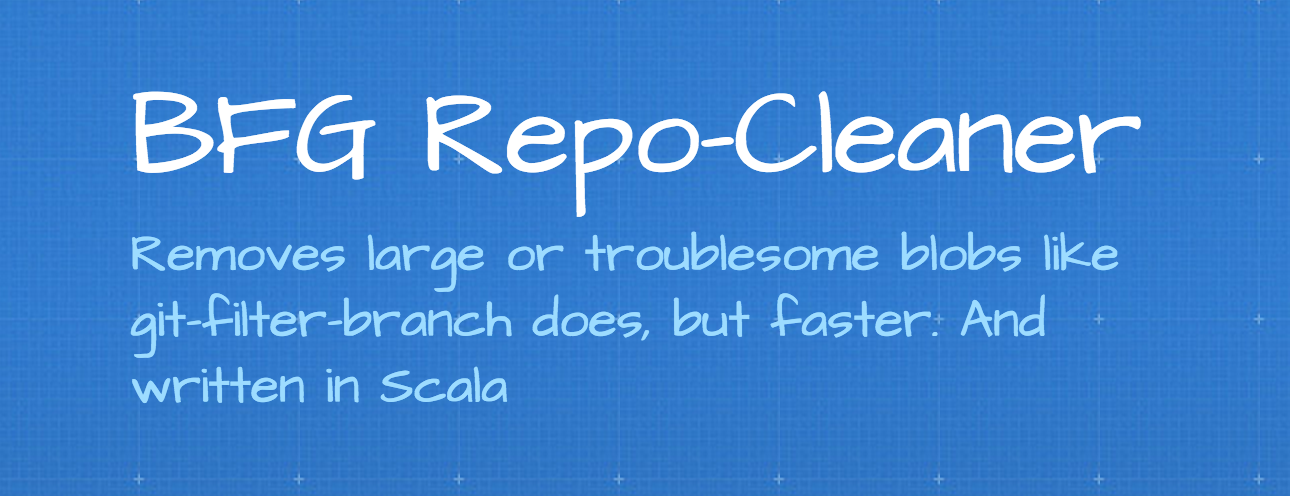 BFG Repo-Cleaner
Removes large or troublesome blobs like
git-filter-branch does, but faster. And
written in Scala